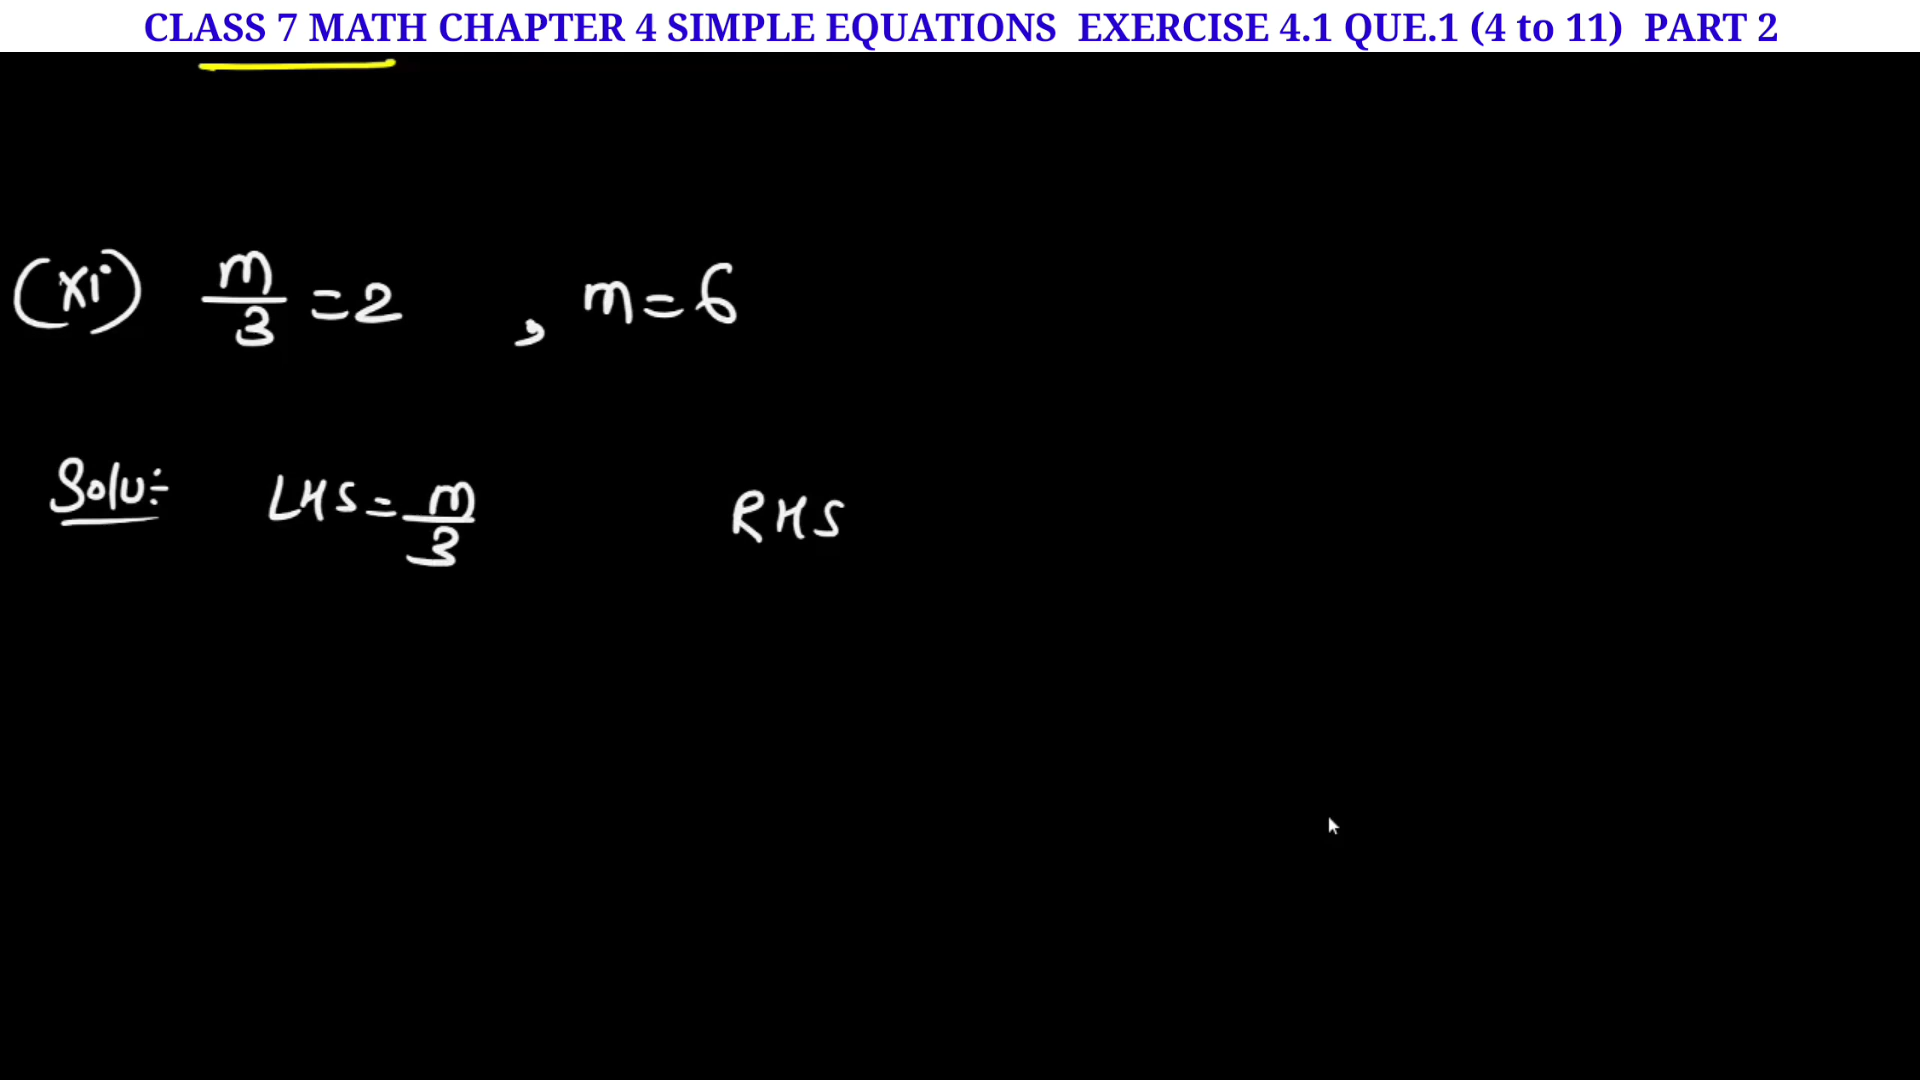 CLASS 7 MATH CHAPTER 4 SIMPLE EQUATIONS EXERCISE 4.1 QUE.1 (4 to 11) PART 2
(xi) m/3 = 2 , m = 6
Solu:- LHS = m/3 RHS